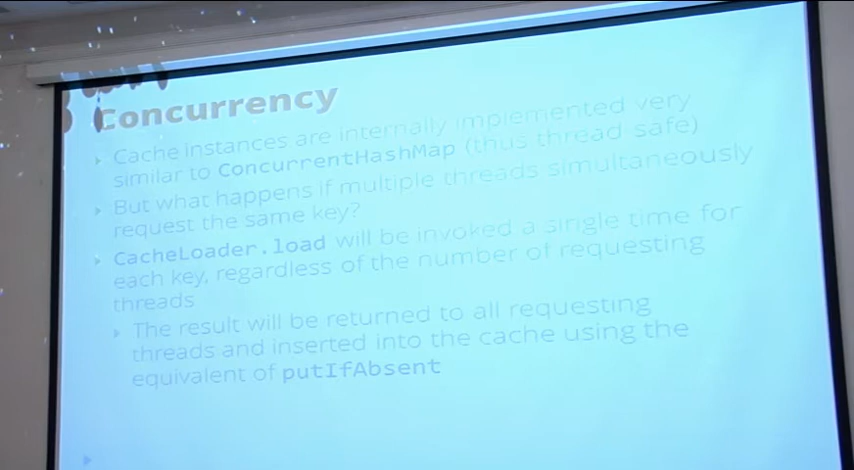 Concurrency
Cache instances are internally implemented very
similar to ConcurrentHashMap (thus thread safe)
But what happens if multiple threads simultaneously
request the same key?
CacheLoader.load will be invoked a single time for
each key, regardless of the number of requesting
threads
The result will be returned to all requesting
threads and inserted into the cache using the
equivalent of putIfAbsent